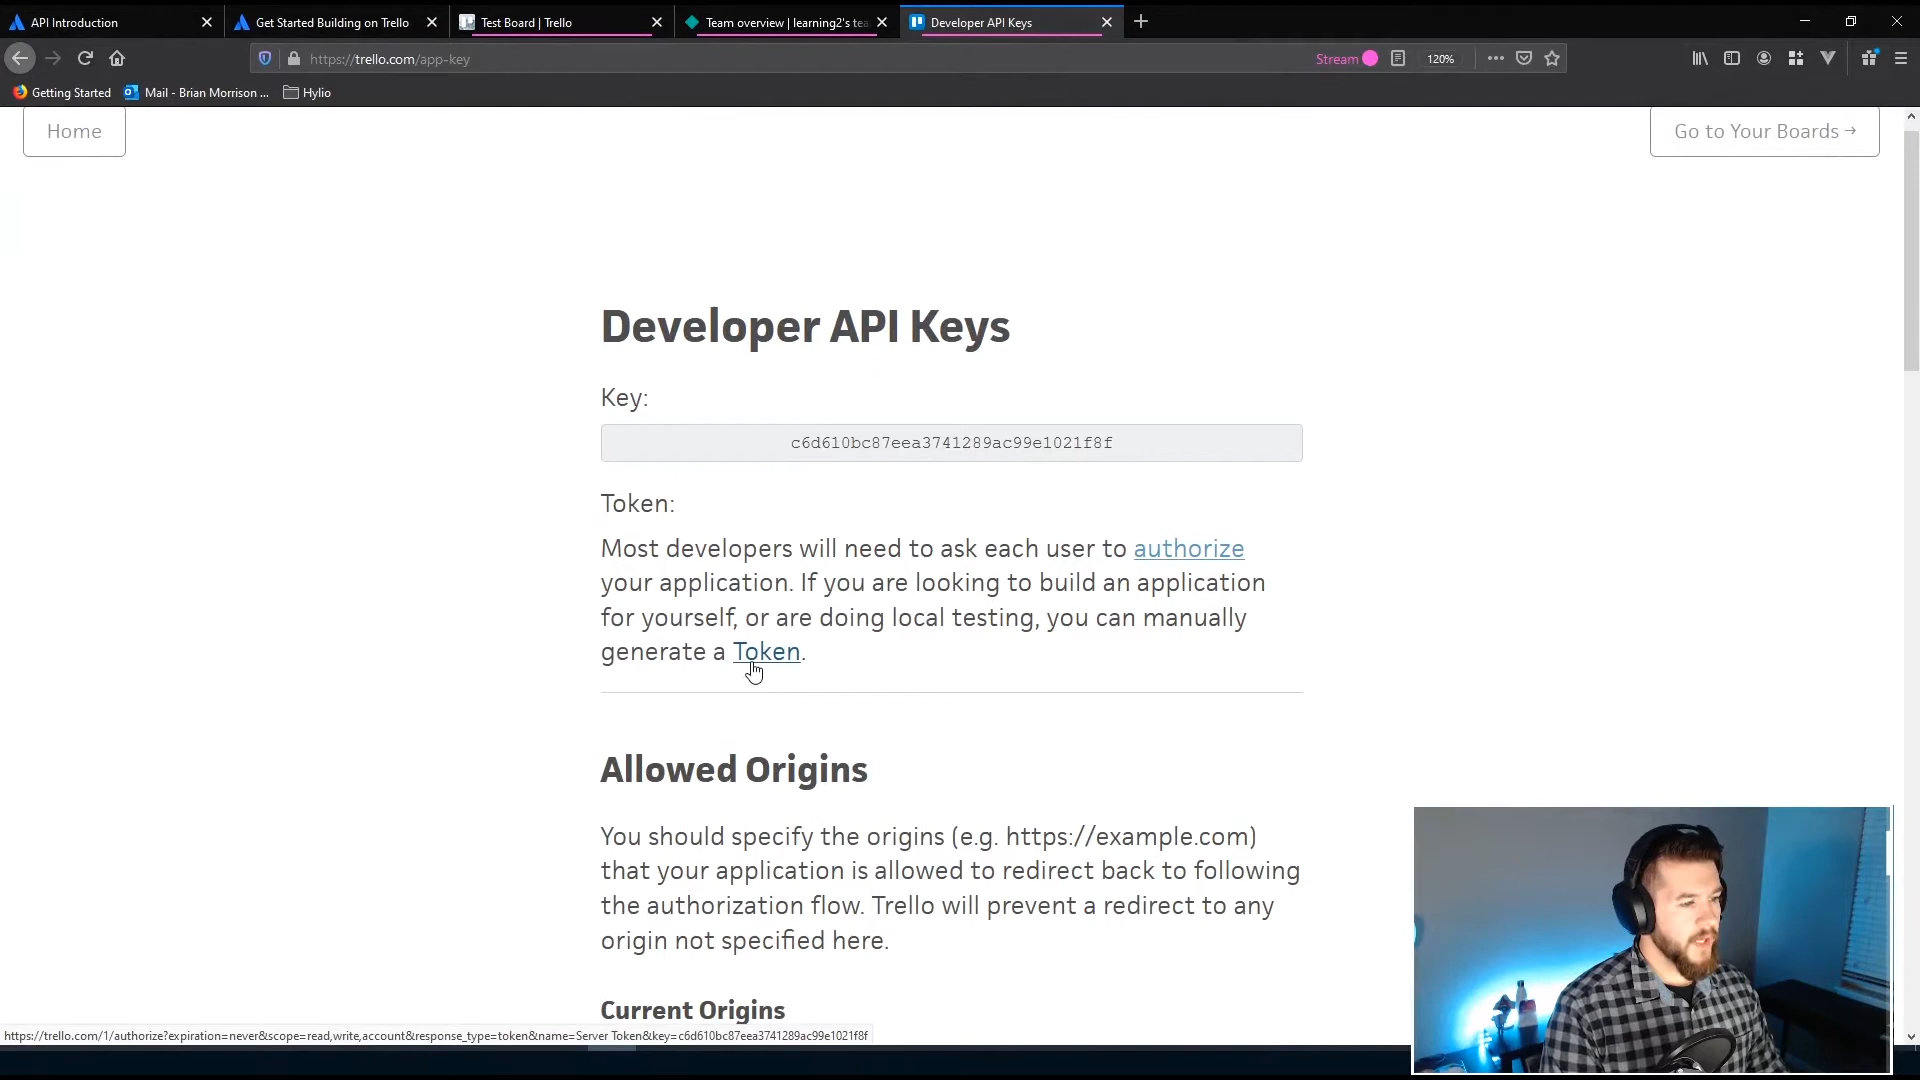 API Introduction
Get Started Building on Trello
Test Board | Trello
Team overview | learning2's tea
Developer API Keys
https://trello.com/app-key
Stream
120%
Getting Started
Mail - Brian Morrison ...
Hylio
Home
Go to Your Boards →
Developer API Keys
Key:
c6d610bc87eea3741289ac99e1021f8f
Token:
Most developers will need to ask each user to authorize
your application. If you are looking to build an application
for yourself, or are doing local testing, you can manually
generate a Token.
Allowed Origins
You should specify the origins (e.g. https://example.com)
that your application is allowed to redirect back to following
the authorization flow. Trello will prevent a redirect to any
origin not specified here.
Current Origins
https://trello.com/1/authorize?expiration=never&scope=read,write,account&response_type=token&name=Server Token&key=c6d610bc87eea3741289ac99e1021f8f